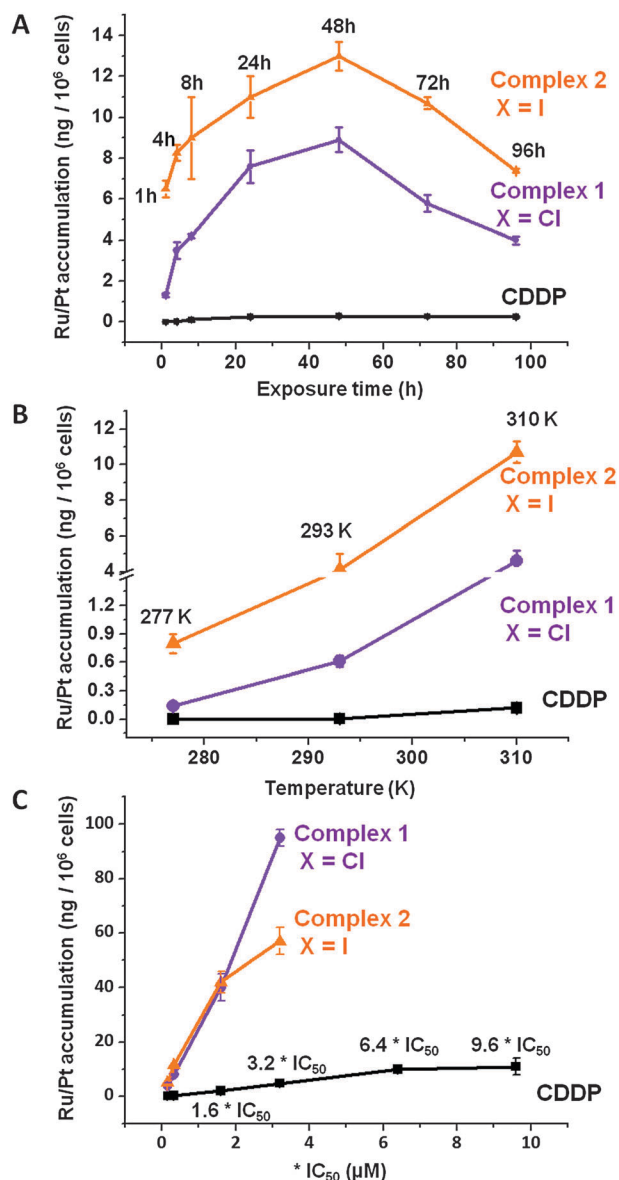 A
Ru/Pt accumulation (ng / 10⁶ cells)
14
12
10
8
6
4
2
0
1h
4h
8h
24h
48h
72h
96h
Complex 2
X = I
Complex 1
X = Cl
CDDP
0 20 40 60 80 100
Exposure time (h)
B
Ru/Pt accumulation (ng / 10⁶ cells)
12
10
8
6
4
1.2
0.9
0.6
0.3
0.0
277 K
293 K
310 K
Complex 2
X = I
Complex 1
X = Cl
CDDP
280 290 300 310
Temperature (K)
C
Ru/Pt accumulation (ng / 10⁶ cells)
100
80
60
40
20
0
Complex 1
X = Cl
Complex 2
X = I
1.6 * IC₅₀
3.2 * IC₅₀
6.4 * IC₅₀
9.6 * IC₅₀
CDDP
0 2 4 6 8 10
* IC₅₀ (µM)